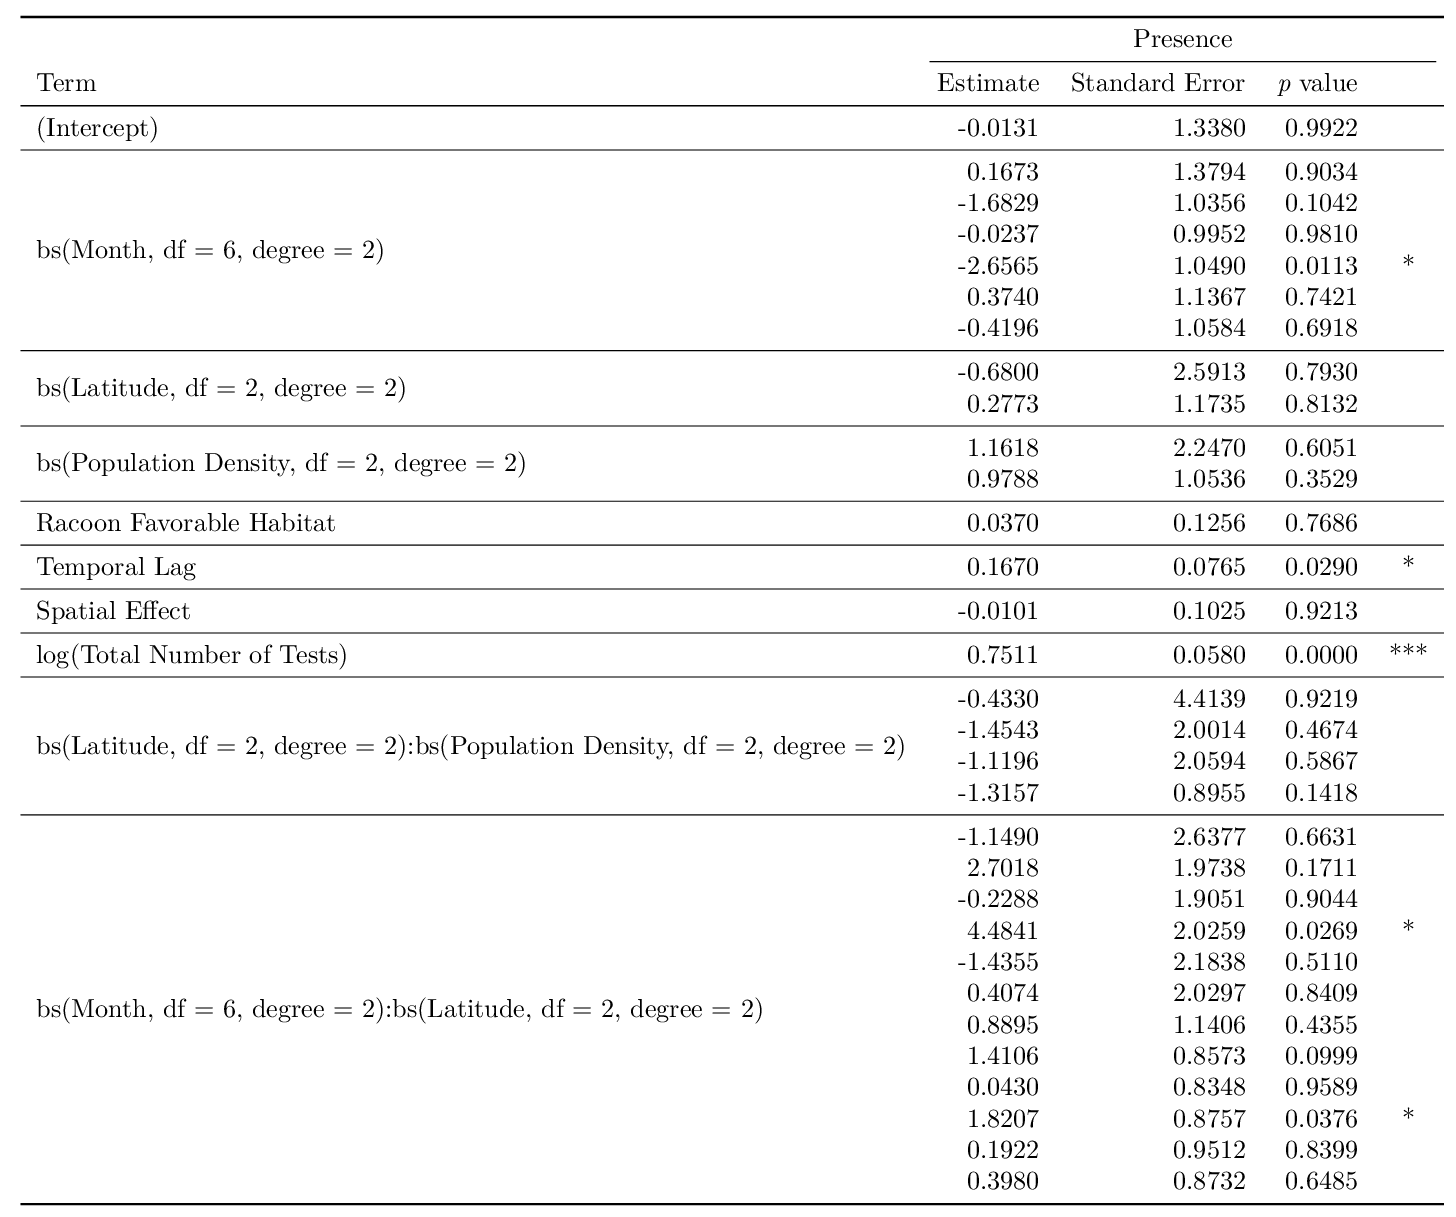 Presence
Term Estimate Standard Error p value
(Intercept) -0.0131 1.3380 0.9922
0.1673 1.3794 0.9034
-1.6829 1.0356 0.1042
-0.0237 0.9952 0.9810
bs(Month, df = 6, degree = 2)
-2.6565 1.0490 0.0113 *
0.3740 1.1367 0.7421
-0.4196 1.0584 0.6918
-0.6800 2.5913 0.7930
bs(Latitude, df = 2, degree = 2)
0.2773 1.1735 0.8132
1.1618 2.2470 0.6051
bs(Population Density, df = 2, degree = 2)
0.9788 1.0536 0.3529
Racoon Favorable Habitat 0.0370 0.1256 0.7686
Temporal Lag 0.1670 0.0765 0.0290 *
Spatial Effect -0.0101 0.1025 0.9213
log(Total Number of Tests) 0.7511 0.0580 0.0000 ***
-0.4330 4.4139 0.9219
-1.4543 2.0014 0.4674
bs(Latitude, df = 2, degree = 2):bs(Population Density, df = 2, degree = 2)
-1.1196 2.0594 0.5867
-1.3157 0.8955 0.1418
-1.1490 2.6377 0.6631
2.7018 1.9738 0.1711
-0.2288 1.9051 0.9044
4.4841 2.0259 0.0269 *
-1.4355 2.1838 0.5110
0.4074 2.0297 0.8409
bs(Month, df = 6, degree = 2):bs(Latitude, df = 2, degree = 2)
0.8895 1.1406 0.4355
1.4106 0.8573 0.0999
0.0430 0.8348 0.9589
1.8207 0.8757 0.0376 *
0.1922 0.9512 0.8399
0.3980 0.8732 0.6485